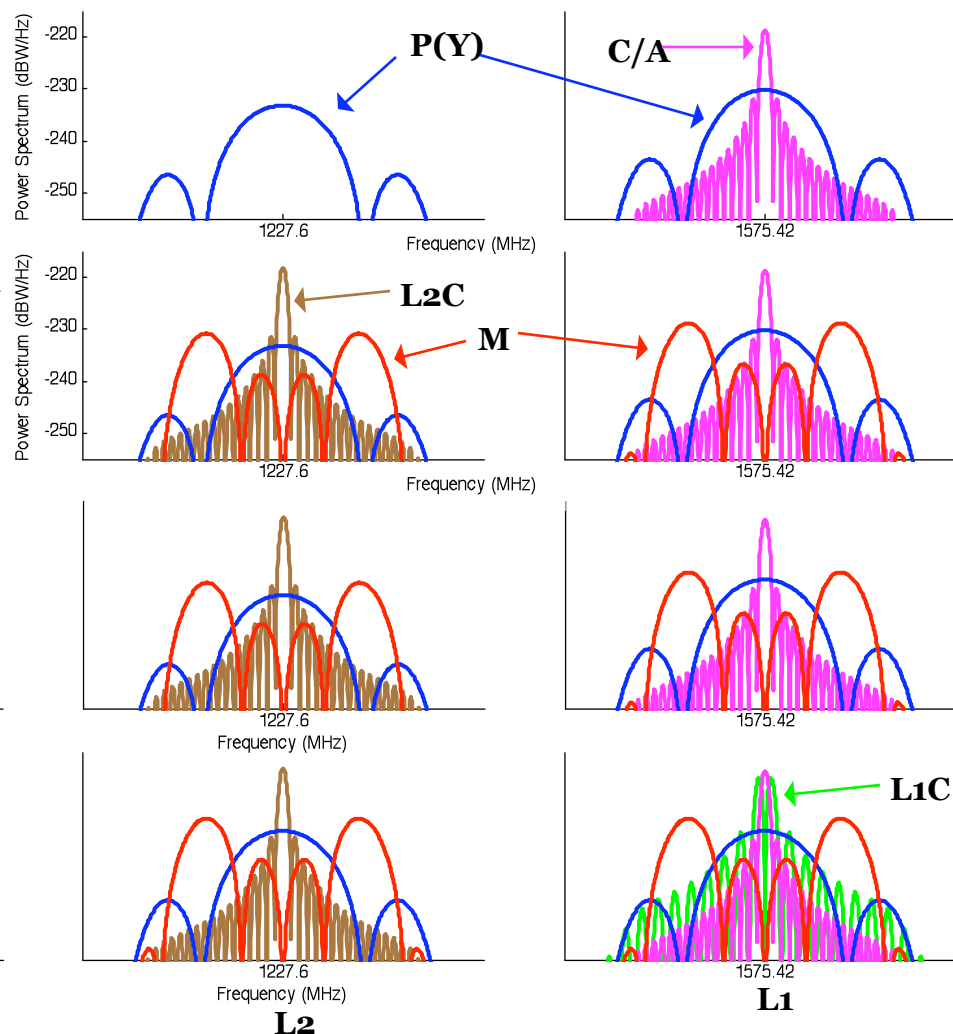 Power Spectrum (dBW/Hz)
-220
-230
-240
-250
P(Y)
C/A
1227.6
1575.42
Frequency (MHz)
Power Spectrum (dBW/Hz)
-220
-230
-240
-250
L2C
M
1227.6
1575.42
Frequency (MHz)
1227.6
1575.42
Frequency (MHz)
L1C
1227.6
1575.42
Frequency (MHz)
L2
L1